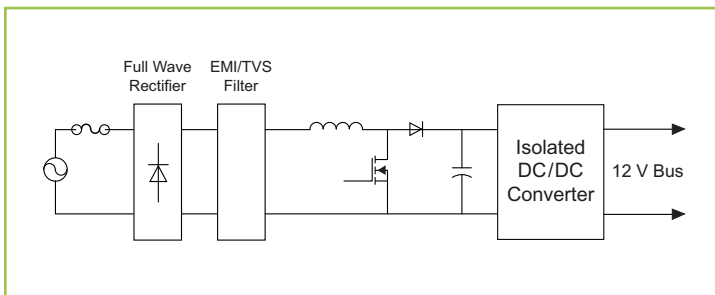 Full Wave
Rectifier
EMI/TVS
Filter
Isolated
DC/DC
Converter
12 V Bus